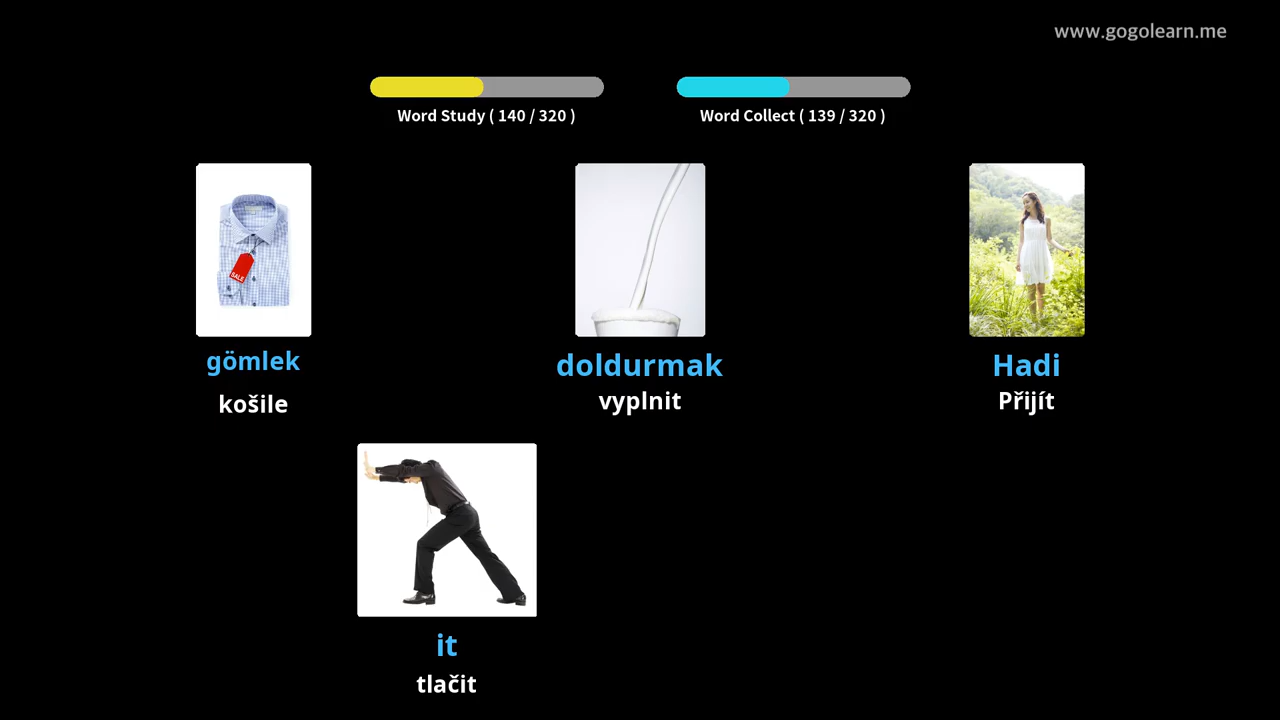 www.gogolearn.me
Word Study ( 140 / 320 )
Word Collect ( 139 / 320 )
SALE
gömlek
košile
doldurmak
vyplnit
Hadi
Přijít
it
tlačit